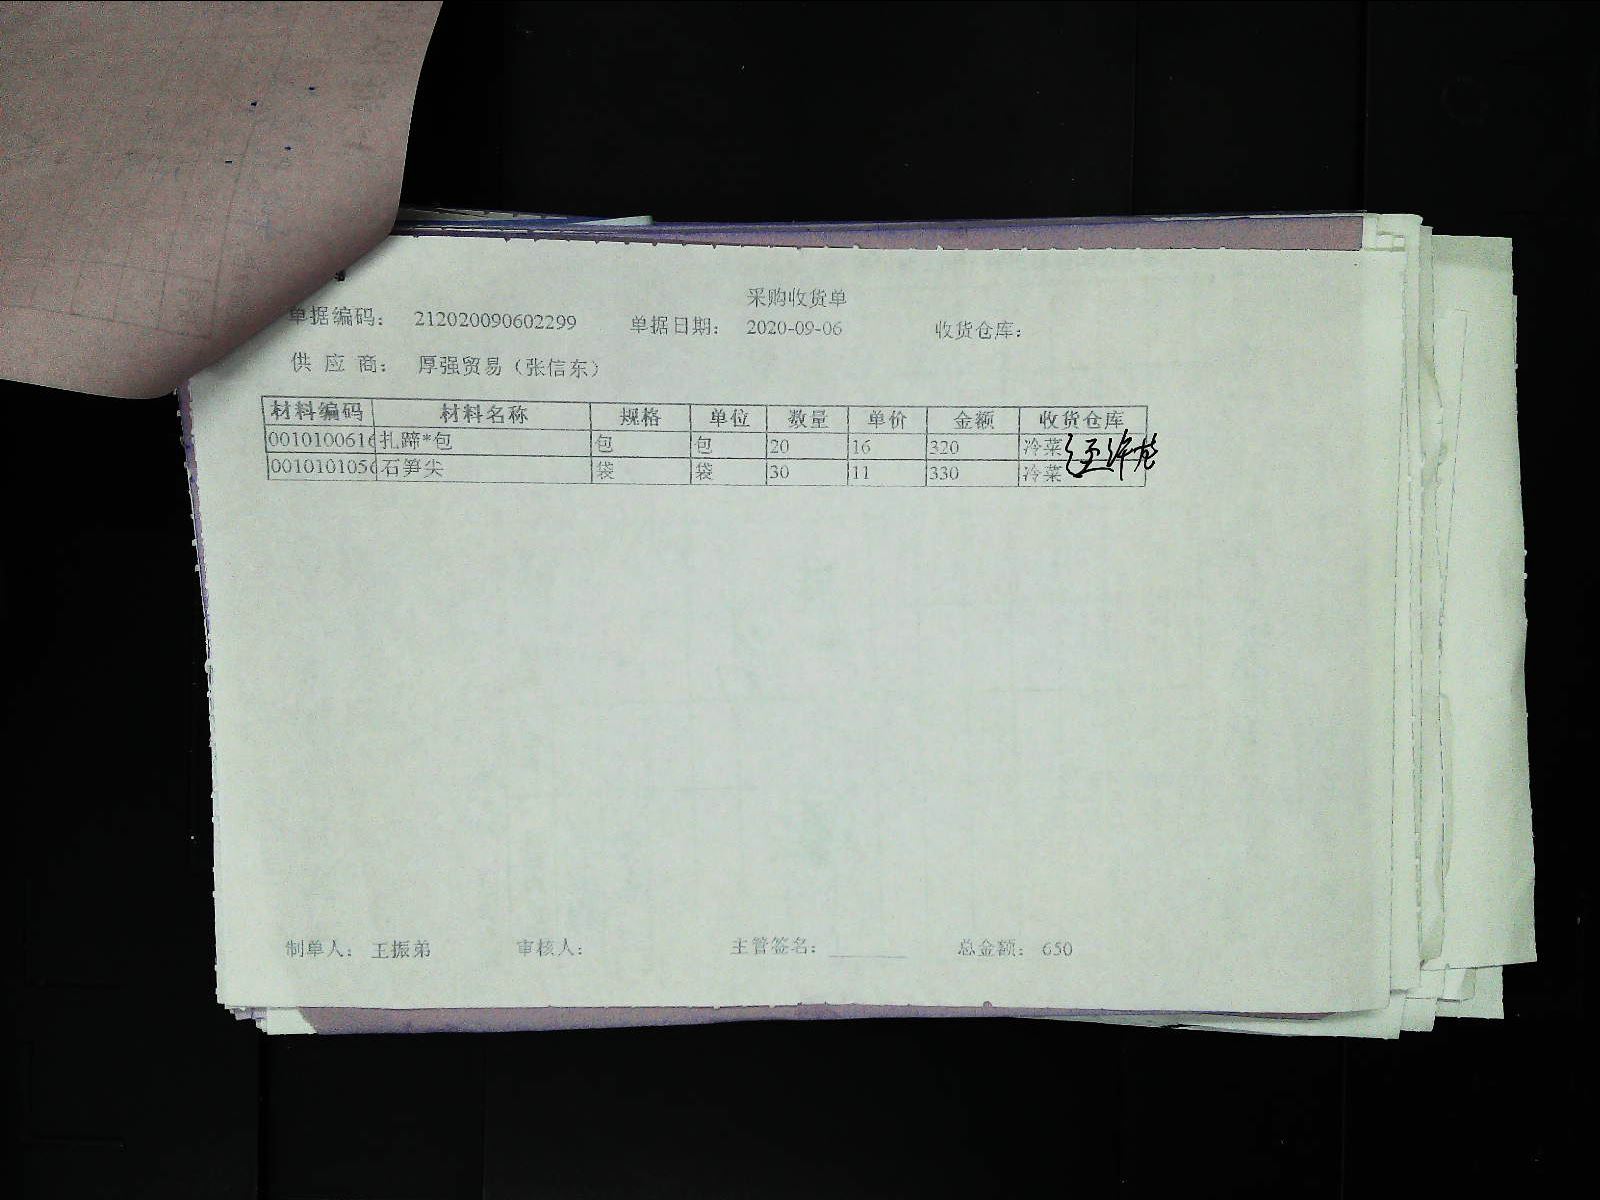 采购收货单
单据编码: 212020090602299 单据日期: 2020-09-06 收货仓库:
供 应 商: 厚强贸易（张信东）
材料编码 材料名称 规格 单位 数量 单价 金额 收货仓库
0010100616 扎蹄*包 包 包 20 16 320 冷菜
0010101056 石笋尖 袋 袋 30 11 330 冷菜
制单人: 王振弟 审核人: 主管签名: 总金额: 650